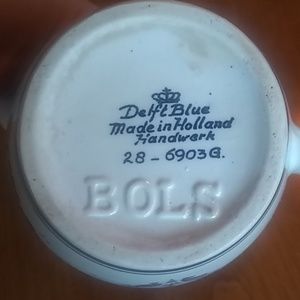 Delft Blue
Made in Holland
Handwerk
28 - 6903 G.
BOLS